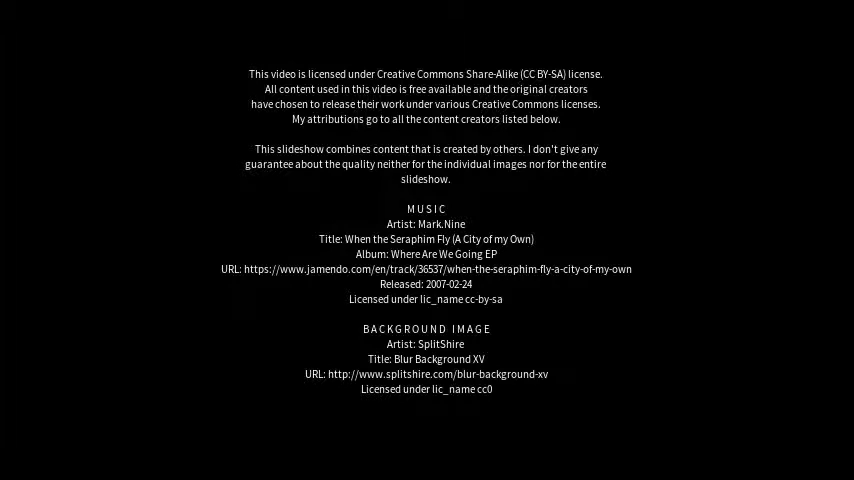 This video is licensed under Creative Commons Share-Alike (CC BY-SA) license.
All content used in this video is free available and the original creators
have chosen to release their work under various Creative Commons licenses.
My attributions go to all the content creators listed below.
This slideshow combines content that is created by others. I don't give any
guarantee about the quality neither for the individual images nor for the entire
slideshow.
MUSIC
Artist: Mark.Nine
Title: When the Seraphim Fly (A City of my Own)
Album: Where Are We Going EP
URL: https://www.jamendo.com/en/track/36537/when-the-seraphim-fly-a-city-of-my-own
Released: 2007-02-24
Licensed under lic_name cc-by-sa
BACKGROUND IMAGE
Artist: SplitShire
Title: Blur Background XV
URL: http://www.splitshire.com/blur-background-xv
Licensed under lic_name cc0